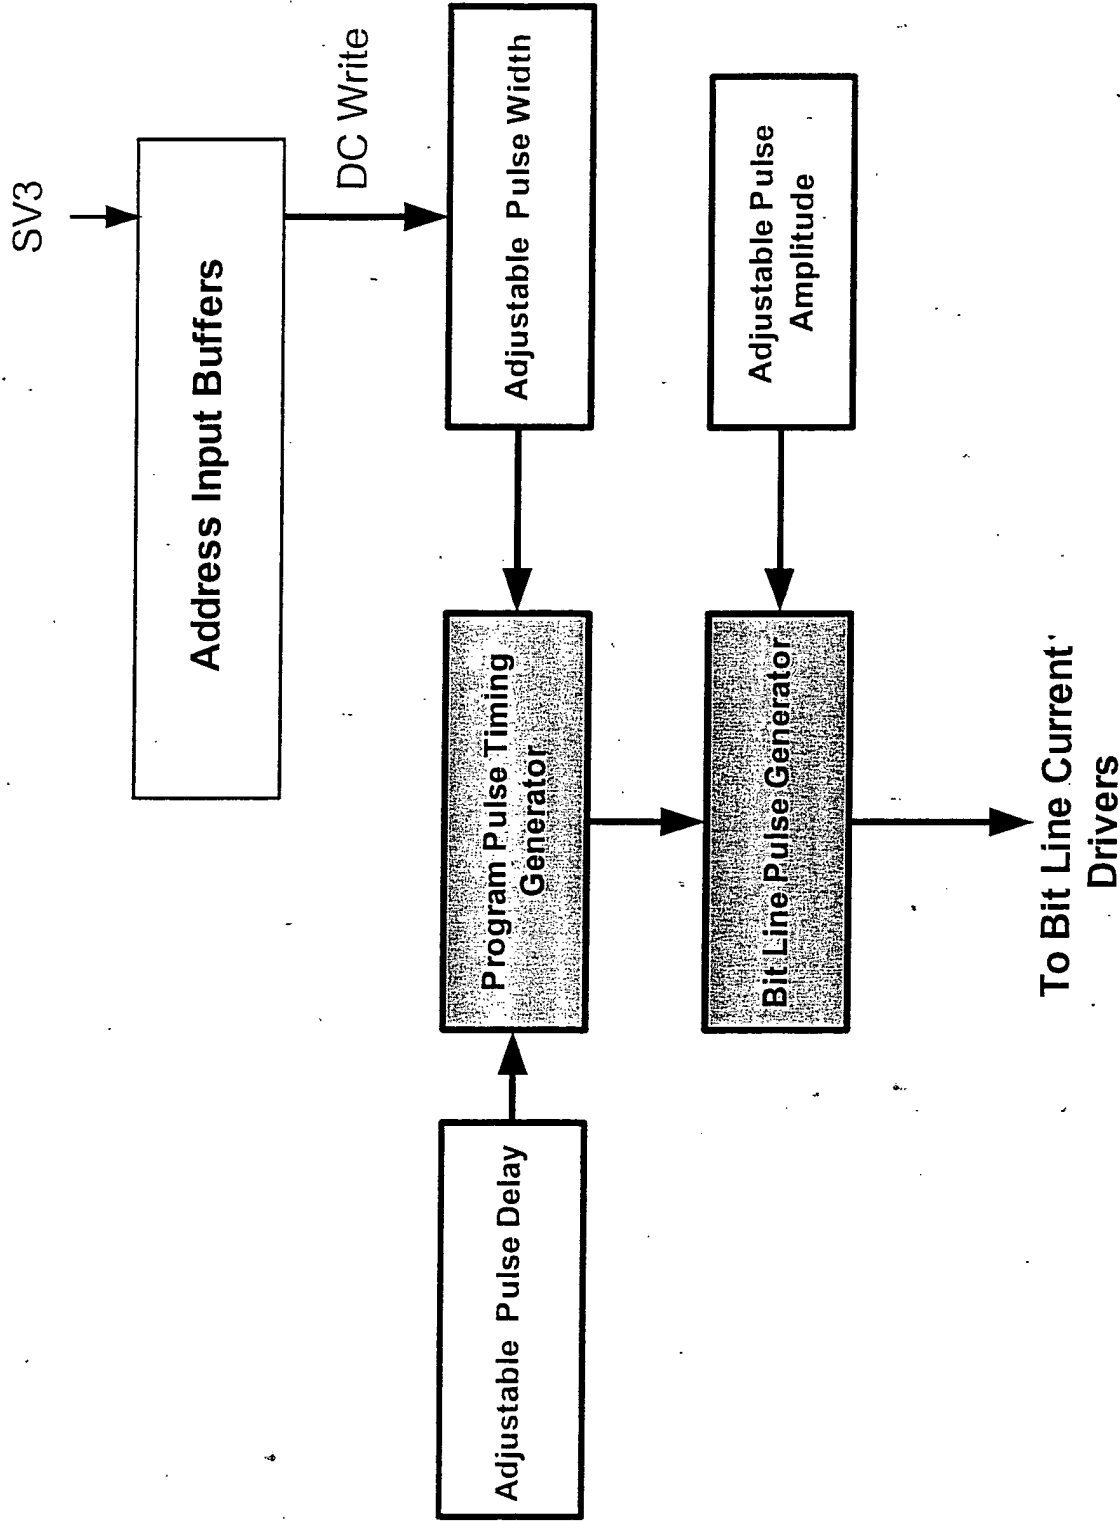 SV3
Address Input Buffers
DC Write
Adjustable Pulse Width
Program Pulse Timing
Generator
Adjustable Pulse Delay
Adjustable Pulse
Amplitude
Bit Line Pulse Generator
To Bit Line Current
Drivers